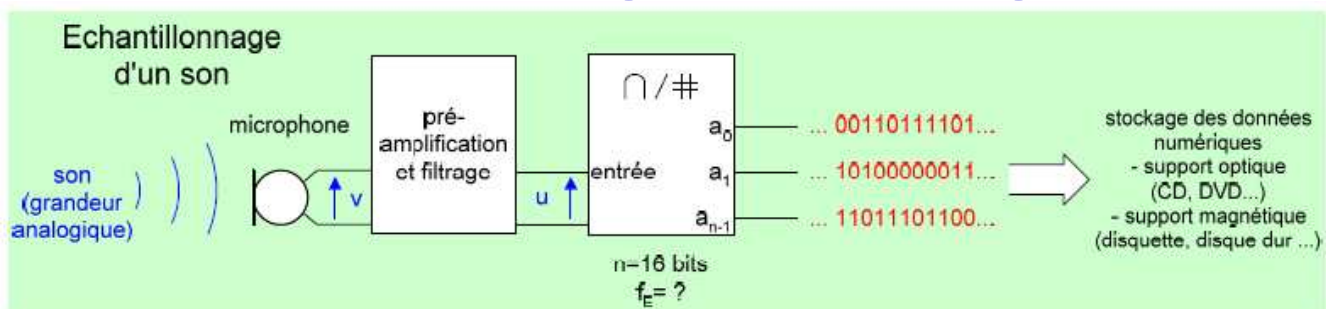 Echantillonnage
d'un son
son
(grandeur
analogique)
microphone
v
pré-
amplification
et filtrage
u
∩/#
entrée
a0
a1
an-1
n=16 bits
fE= ?
... 00110111101...
... 10100000011...
... 11011101100...
stockage des données
numériques
- support optique
(CD, DVD...)
- support magnétique
(disquette, disque dur ...)